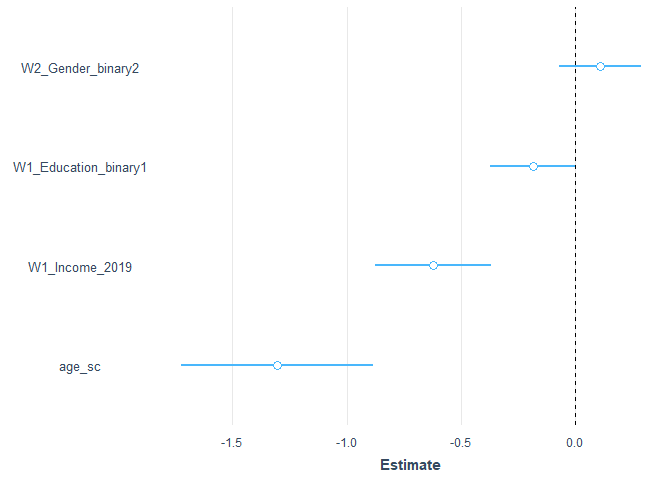 W2_Gender_binary2
W1_Education_binary1
W1_Income_2019
age_sc
-1.5 -1.0 -0.5 0.0
Estimate